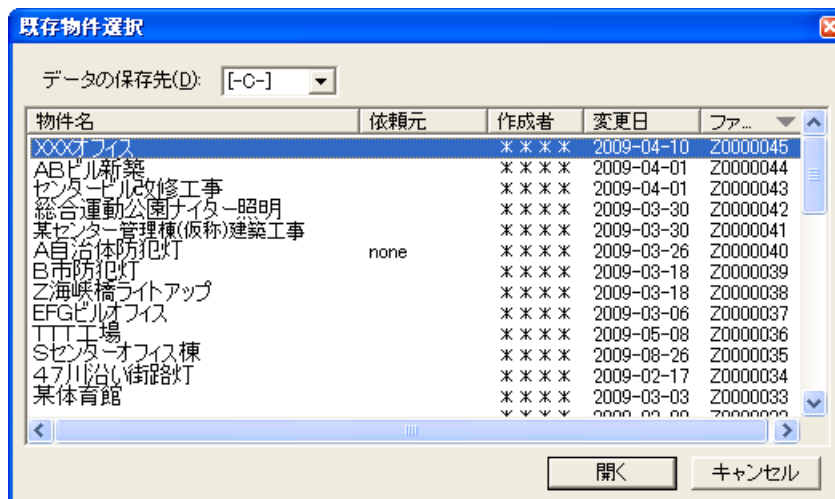 既存物件選択
データの保存先(D): [-C-]
物件名 依頼元 作成者 変更日 ファ...
XXXオフィス ＊＊＊＊ 2009-04-10 Z0000045
ABビル新築 ＊＊＊＊ 2009-04-01 Z0000044
センタービル改修工事 ＊＊＊＊ 2009-04-01 Z0000043
総合運動公園ナイター照明 ＊＊＊＊ 2009-03-30 Z0000042
某センター管理棟(仮称)建築工事 ＊＊＊＊ 2009-03-30 Z0000041
A自治体防犯灯 none ＊＊＊＊ 2009-03-26 Z0000040
B市防犯灯 ＊＊＊＊ 2009-03-18 Z0000039
Z海峡橋ライトアップ ＊＊＊＊ 2009-03-18 Z0000038
EFGビルオフィス ＊＊＊＊ 2009-03-06 Z0000037
TTT工場 ＊＊＊＊ 2009-05-08 Z0000036
Sセンターオフィス棟 ＊＊＊＊ 2009-08-26 Z0000035
47川沿い街路灯 ＊＊＊＊ 2009-02-17 Z0000034
某体育館 ＊＊＊＊ 2009-03-03 Z0000033
開く キャンセル